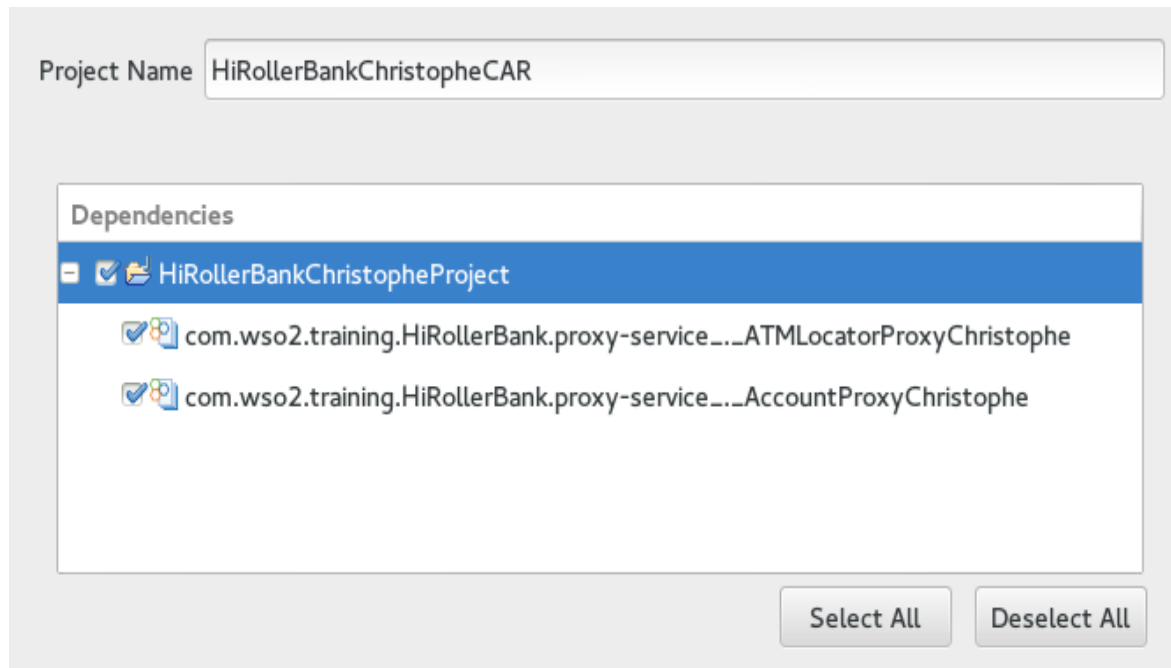 Project Name HiRollerBankChristopheCAR
Dependencies
HiRollerBankChristopheProject
com.wso2.training.HiRollerBank.proxy-service_._ATMLocatorProxyChristophe
com.wso2.training.HiRollerBank.proxy-service_._AccountProxyChristophe
Select All Deselect All